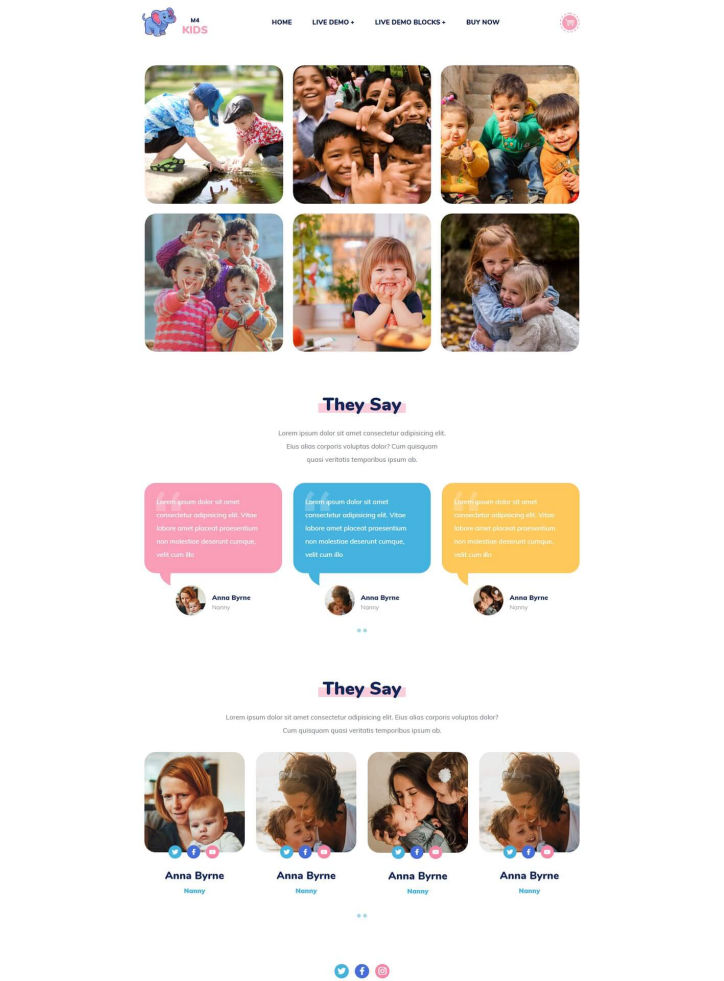 M4
KIDS
HOME LIVE DEMO + LIVE DEMO BLOCKS + BUY NOW
They Say
Lorem ipsum dolor sit amet consectetur adipisicing elit.
Eius alias corporis voluptas dolor? Cum quisquam
quasi veritatis temporibus ipsum ab.
Lorem ipsum dolor sit amet
consectetur adipisicing elit. Vitae
labore amet placeat praesentium
non molestiae deserunt cumque,
velit cum illo
Anna Byrne
Nanny
Lorem ipsum dolor sit amet
consectetur adipisicing elit. Vitae
labore amet placeat praesentium
non molestiae deserunt cumque,
velit cum illo
Anna Byrne
Nanny
Lorem ipsum dolor sit amet
consectetur adipisicing elit. Vitae
labore amet placeat praesentium
non molestiae deserunt cumque,
velit cum illo
Anna Byrne
Nanny
They Say
Lorem ipsum dolor sit amet consectetur adipisicing elit. Eius alias corporis voluptas dolor?
Cum quisquam quasi veritatis temporibus ipsum ab.
Anna Byrne
Nanny
Anna Byrne
Nanny
Anna Byrne
Nanny
Anna Byrne
Nanny